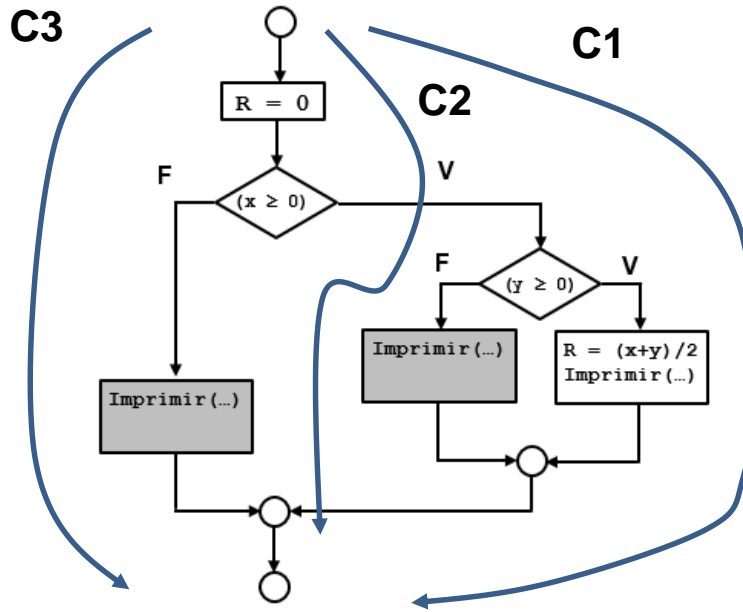 C3
C1
R = 0
C2
F
V
(x ≥ 0)
F
V
(y ≥ 0)
Imprimir(…)
R = (x+y)/2
Imprimir(…)
Imprimir(…)